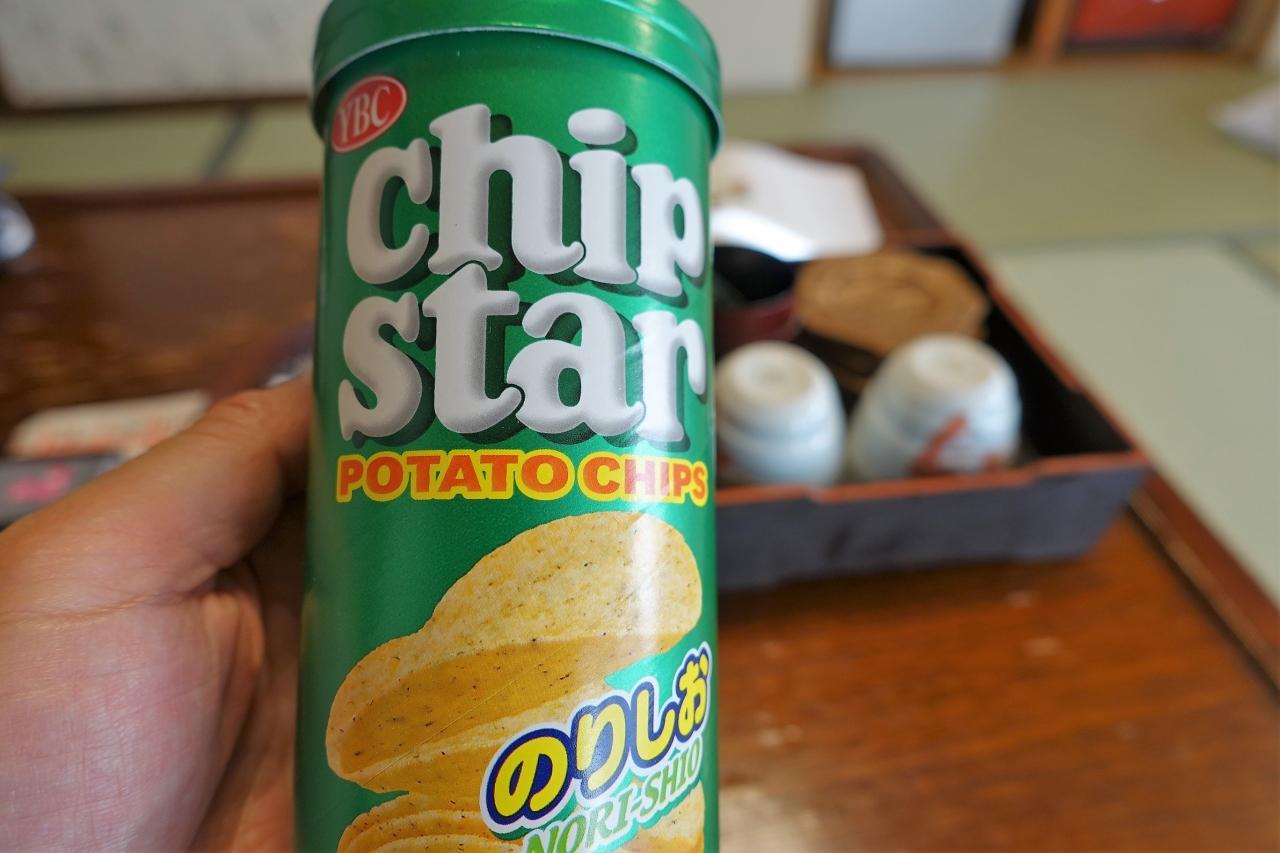 YBC
chip
star
POTATO CHIPS
のりしお
NORI-SHIO